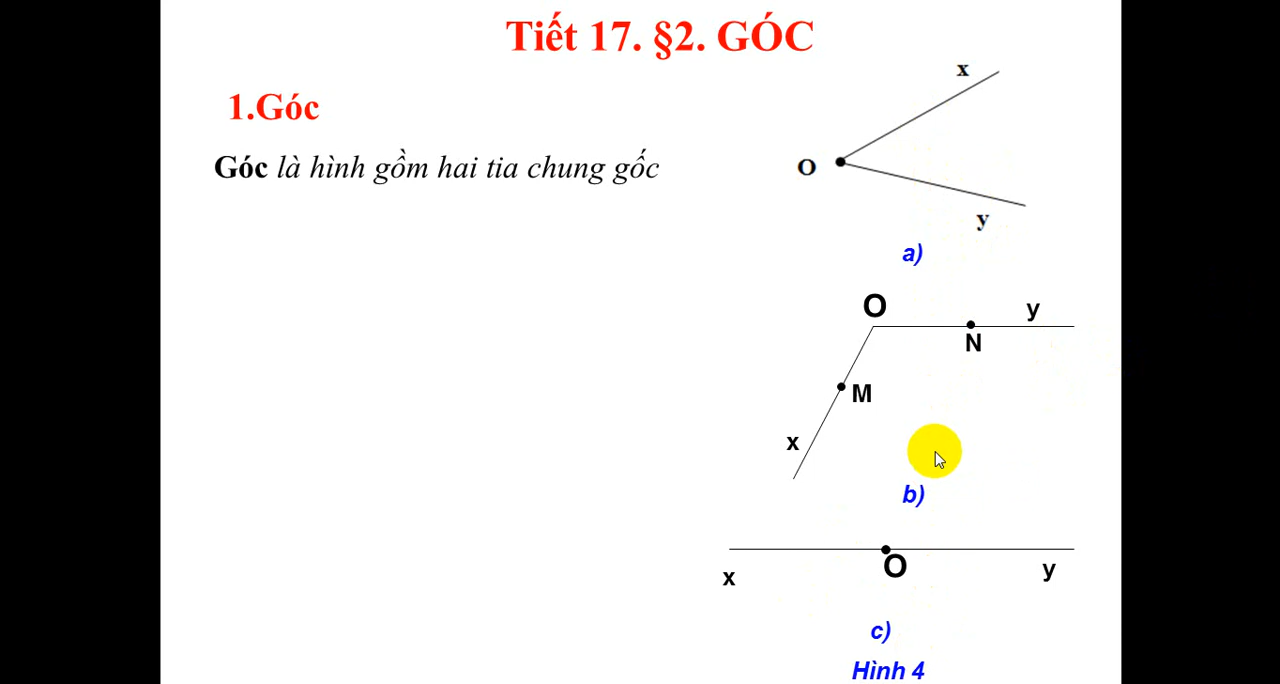 Tiết 17. §2. GÓC
1.Góc
Góc là hình gồm hai tia chung gốc
x
O
y
a)
O
y
N
M
x
b)
O
x
y
c)
Hình 4